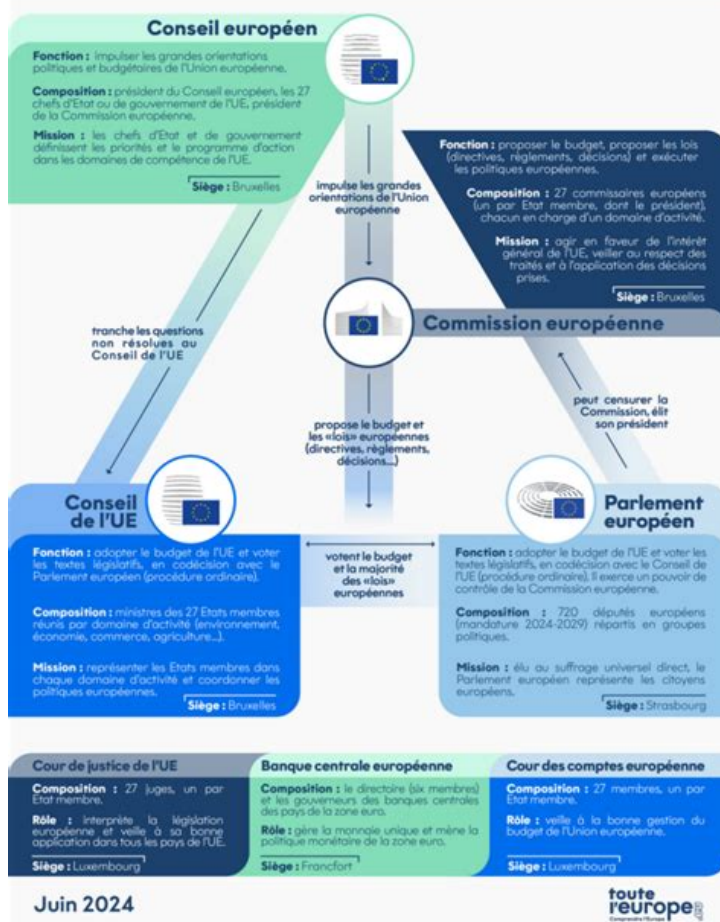 Conseil européen
Fonction : impulser les grandes orientations
politiques et budgétaires de l'Union européenne.
Composition : président du Conseil européen, les 27
chefs d'Etat ou de gouvernement de l'UE, président
de la Commission européenne.
Mission : les chefs d'Etat et de gouvernement
définissent les priorités et le programme d'action
dans les domaines de compétence de l'UE.
Siège : Bruxelles
impulse les grandes
orientations de l'Union
européenne
Fonction : proposer le budget, proposer les lois
(directives, règlements, décisions) et exécuter
les politiques européennes.
Composition : 27 commissaires européens
(un par Etat membre, dont le président),
chacun en charge d'un domaine d'activité.
Mission : agir en faveur de l'intérêt
général de l'UE, veiller au respect des
traités et à l'application des décisions
prises.
Siège : Bruxelles
Commission européenne
tranche les questions
non résolues au
Conseil de l'UE
propose le budget et
les «lois» européennes
(directives, règlements,
décisions...)
peut censurer la
Commission, élit
son président
Conseil
de l'UE
Fonction : adopter le budget de l'UE et voter
les textes législatifs, en codécision avec le
Parlement européen (procédure ordinaire).
Composition : ministres des 27 Etats membres
réunis par domaine d'activité (environnement,
économie, commerce, agriculture...).
Mission : représenter les Etats membres dans
chaque domaine d'activité et coordonner les
politiques européennes.
Siège : Bruxelles
votent le budget
et la majorité
des «lois»
européennes
Parlement
européen
Fonction : adopter le budget de l'UE et voter les
textes législatifs, en codécision avec le Conseil de
l'UE (procédure ordinaire). Il exerce un pouvoir de
contrôle de la Commission européenne.
Composition : 720 députés européens
(mandature 2024-2029) répartis en groupes
politiques.
Mission : élu au suffrage universel direct, le
Parlement européen représente les citoyens
européens.
Siège : Strasbourg
Cour de justice de l'UE
Composition : 27 juges, un par
Etat membre.
Rôle : interprète la législation
européenne et veille à sa bonne
application dans tous les pays de l'UE.
Siège : Luxembourg
Banque centrale européenne
Composition : le directoire (six membres)
et les gouverneurs des banques centrales
des pays de la zone euro.
Rôle : gère la monnaie unique et mène la
politique monétaire de la zone euro.
Siège : Francfort
Cour des comptes européenne
Composition : 27 membres, un par
Etat membre.
Rôle : veille à la bonne gestion du
budget de l'Union européenne.
Siège : Luxembourg
Juin 2024
toute
l'europe
Comprendre l'Europe